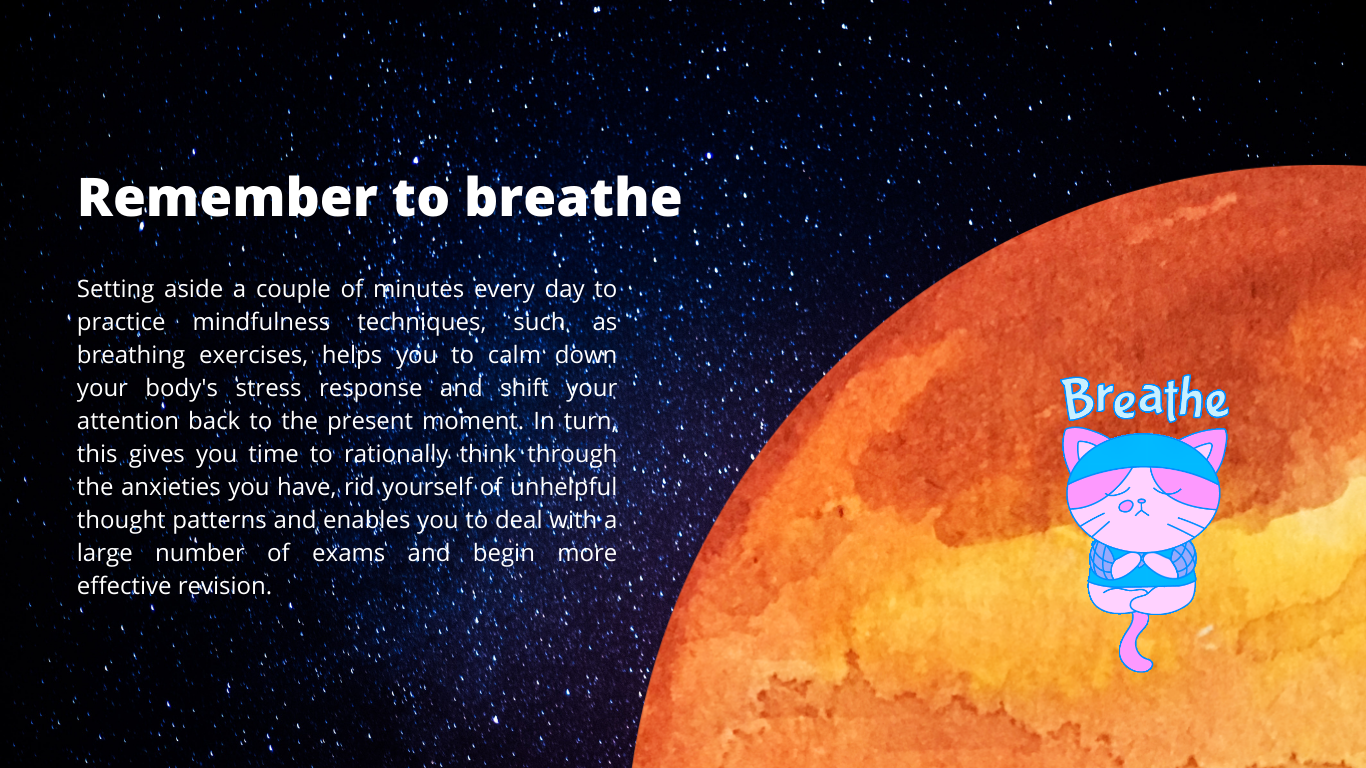 Remember to breathe
Setting aside a couple of minutes every day to
practice mindfulness techniques, such as
breathing exercises, helps you to calm down
your body's stress response and shift your
attention back to the present moment. In turn,
this gives you time to rationally think through
the anxieties you have, rid yourself of unhelpful
thought patterns and enables you to deal with a
large number of exams and begin more
effective revision.
Breathe